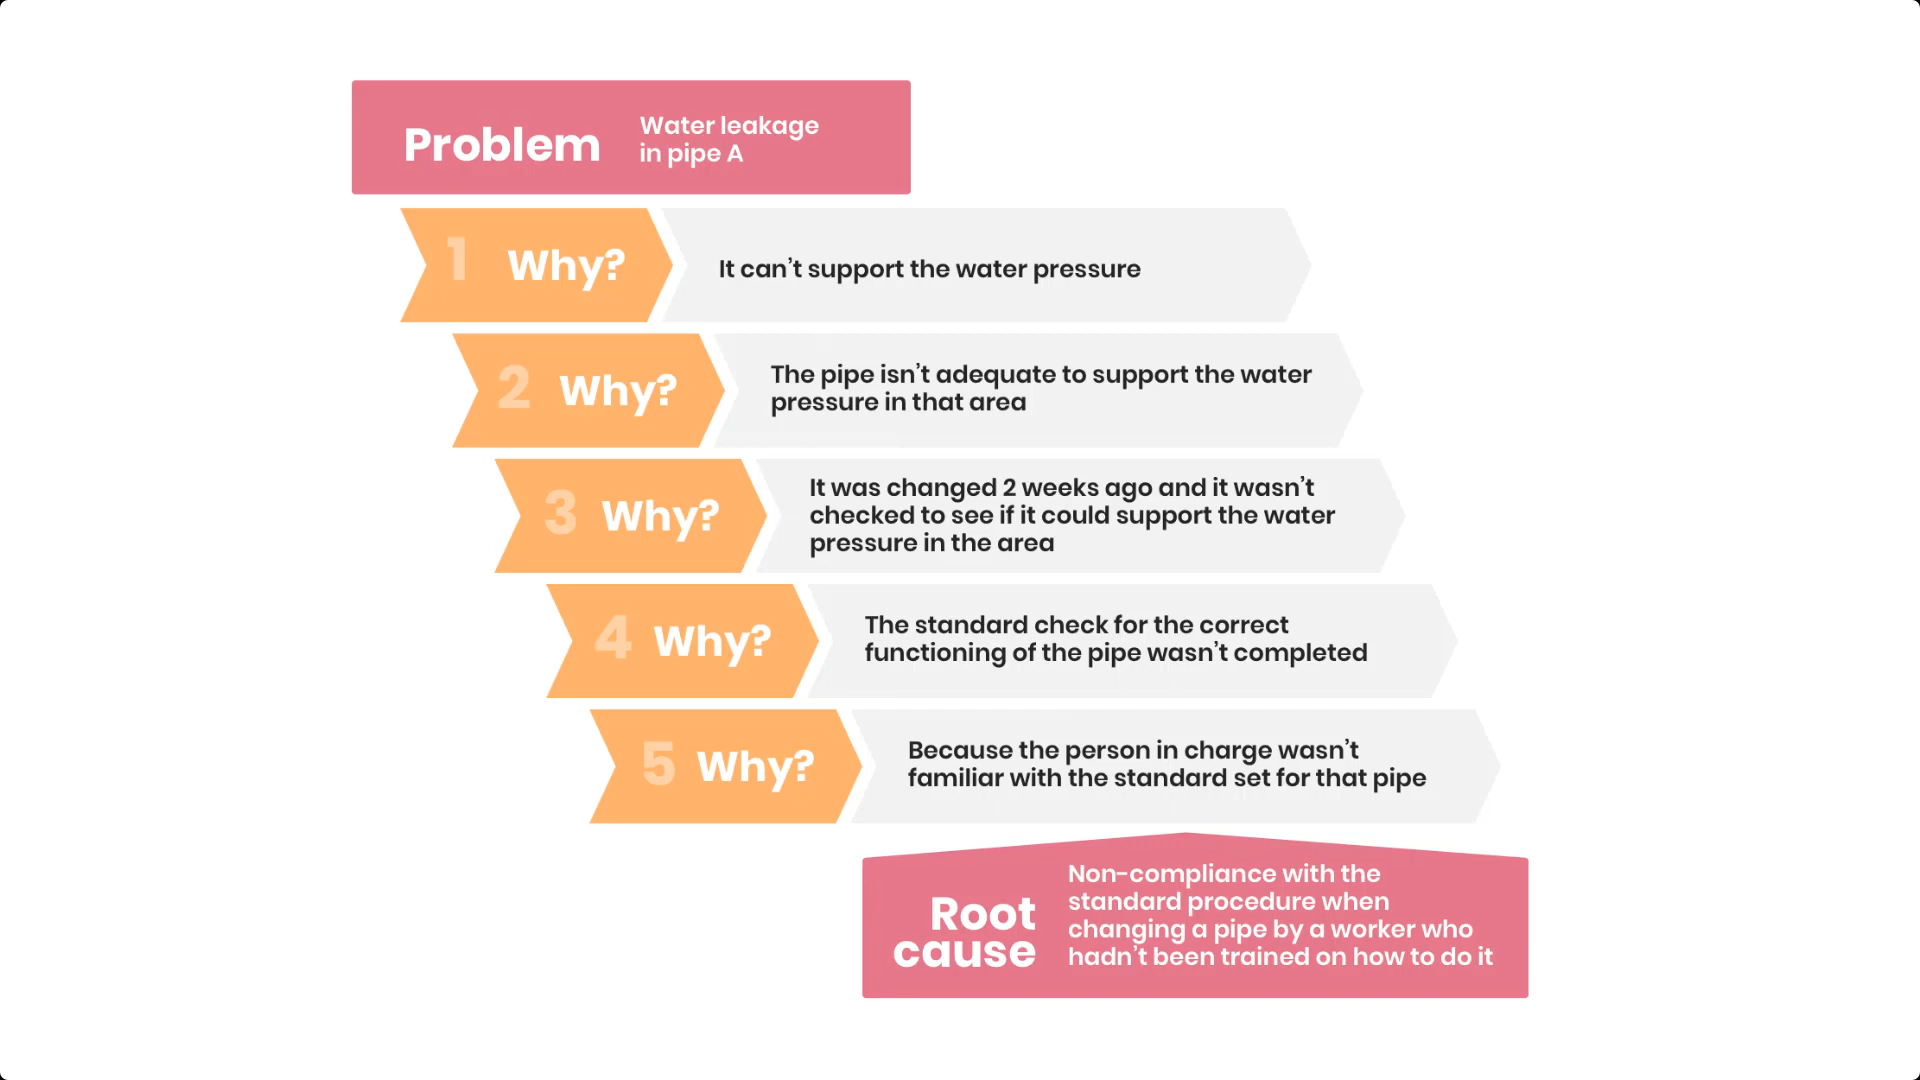 Problem
Water leakage
in pipe A
1 Why?
It can’t support the water pressure
2 Why?
The pipe isn’t adequate to support the water
pressure in that area
3 Why?
It was changed 2 weeks ago and it wasn’t
checked to see if it could support the water
pressure in the area
4 Why?
The standard check for the correct
functioning of the pipe wasn’t completed
5 Why?
Because the person in charge wasn’t
familiar with the standard set for that pipe
Root
cause
Non-compliance with the
standard procedure when
changing a pipe by a worker who
hadn’t been trained on how to do it